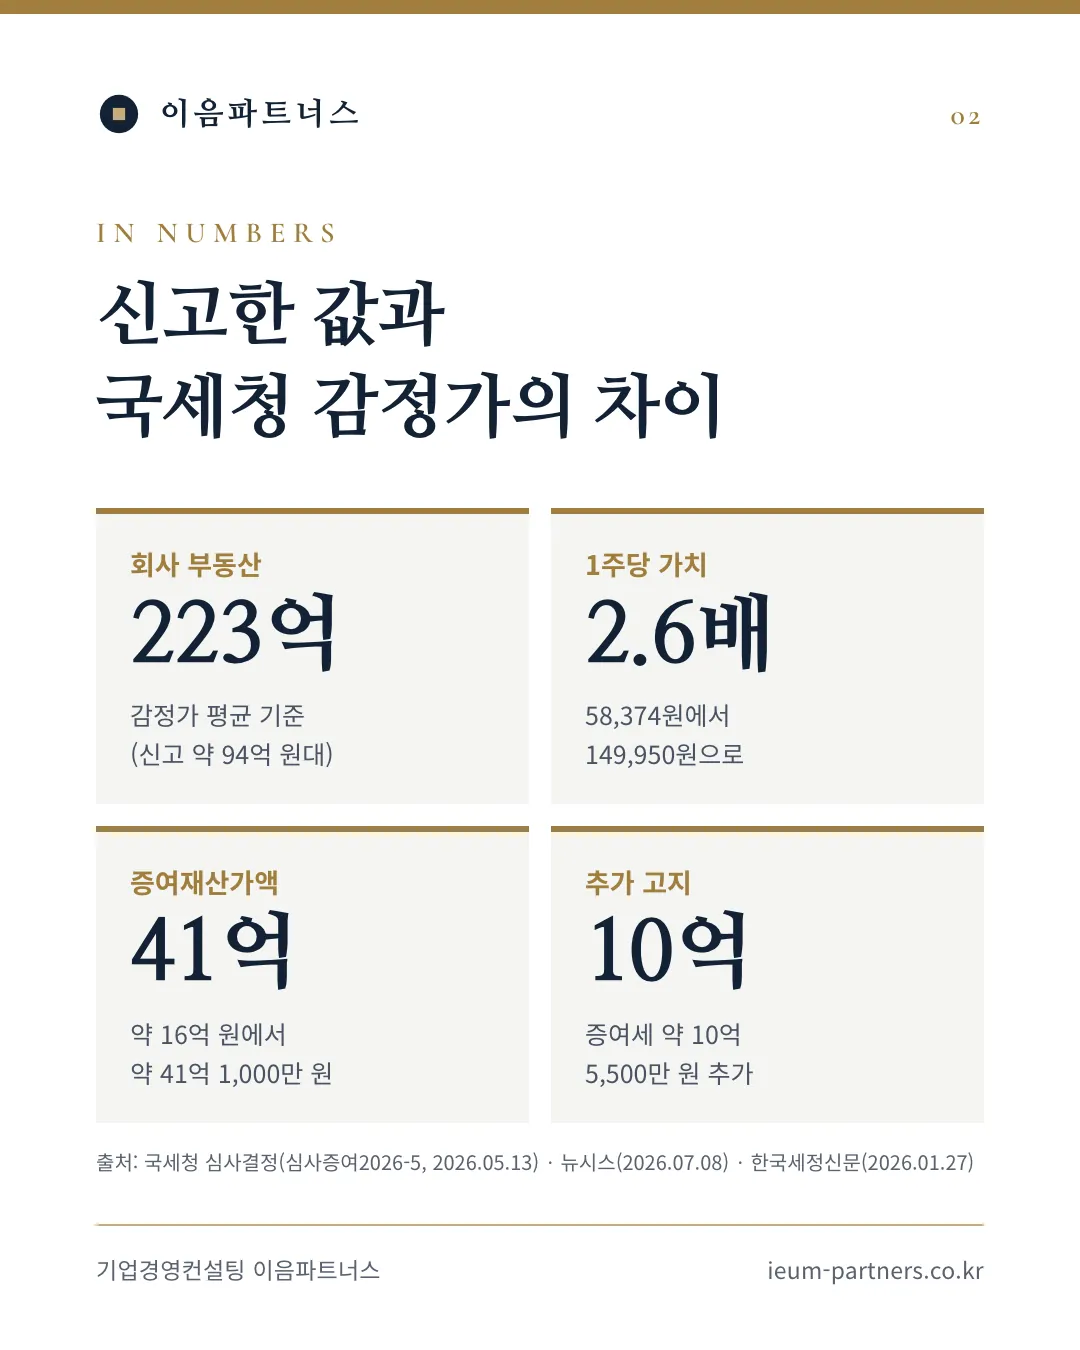 이음파트너스
02
IN NUMBERS
신고한 값과
국세청 감정가의 차이
회사 부동산
223억
감정가 평균 기준
(신고 약 94억 원대)
1주당 가치
2.6배
58,374원에서
149,950원으로
증여재산가액
41억
약 16억 원에서
약 41억 1,000만 원
추가 고지
10억
증여세 약 10억
5,500만 원 추가
출처: 국세청 심사결정(심사증여2026-5, 2026.05.13) · 뉴시스(2026.07.08) · 한국세정신문(2026.01.27)
기업경영컨설팅 이음파트너스
ieum-partners.co.kr